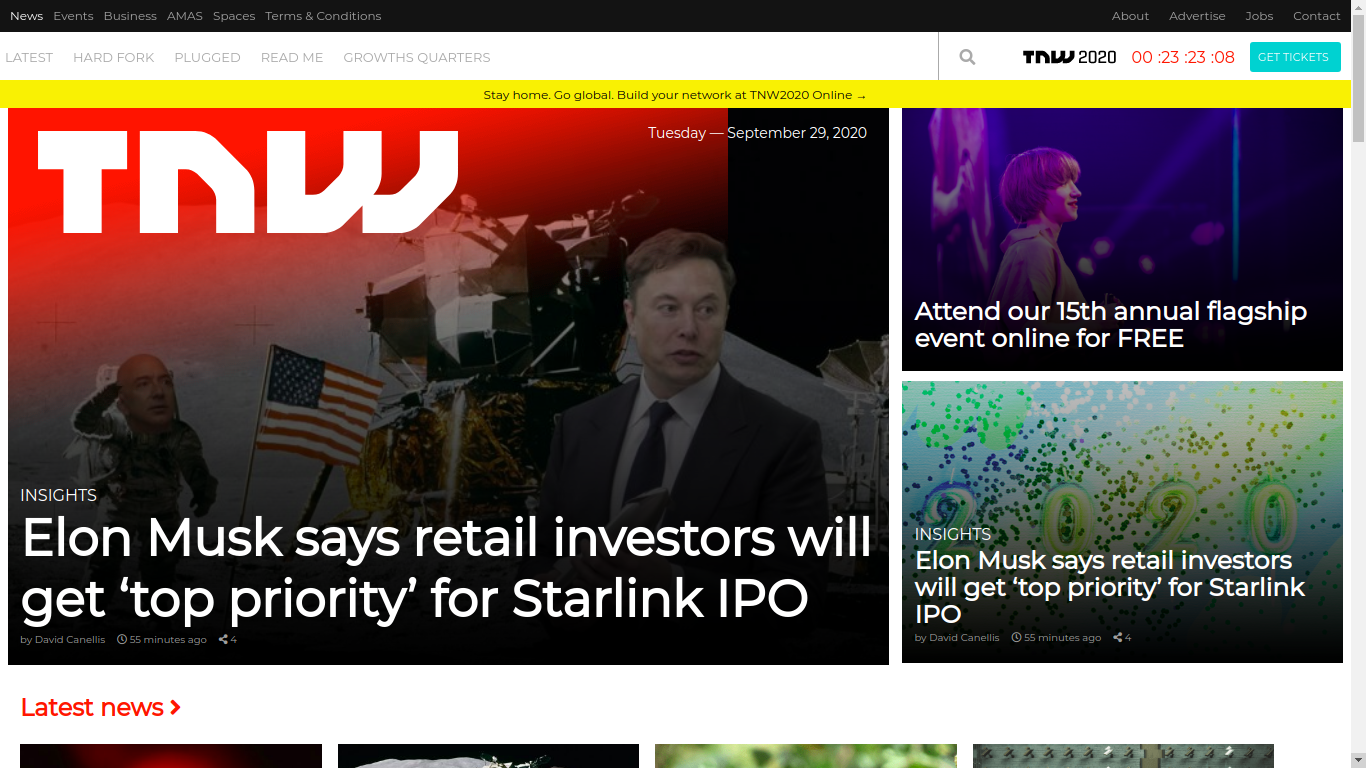 News Events Business AMAS Spaces Terms & Conditions About Advertise Jobs Contact
LATEST HARD FORK PLUGGED READ ME GROWTHS QUARTERS TNW 2020 00 :23 :23 :08 GET TICKETS
Stay home. Go global. Build your network at TNW2020 Online →
TNW
Tuesday — September 29, 2020
INSIGHTS
Elon Musk says retail investors will
get ‘top priority’ for Starlink IPO
by David Canellis 55 minutes ago 4
Attend our 15th annual flagship
event online for FREE
2020
INSIGHTS
Elon Musk says retail investors
will get ‘top priority’ for Starlink
IPO
by David Canellis 55 minutes ago 4
Latest news